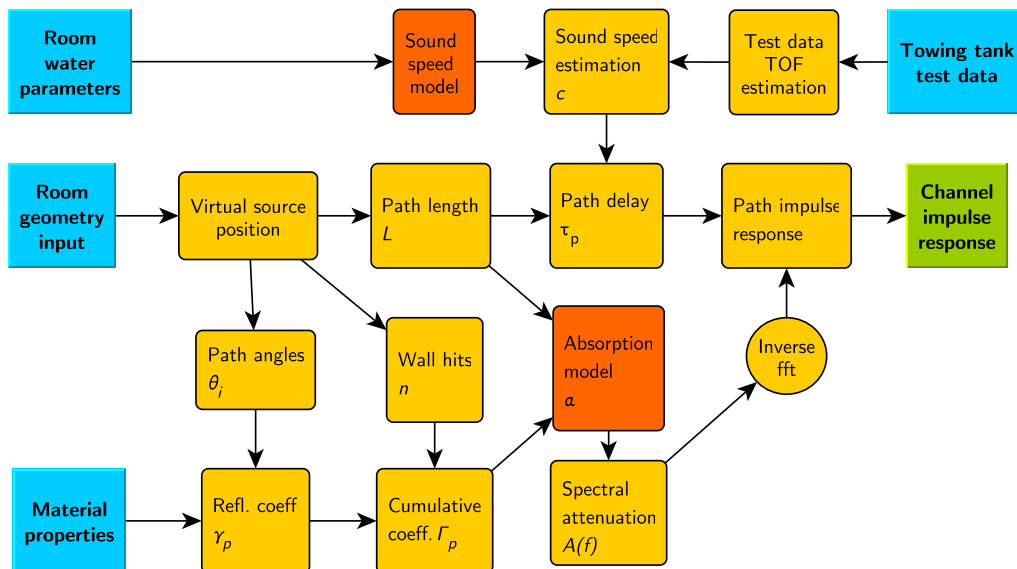 Room
water
parameters
Sound
speed
model
Sound speed
estimation
c
Test data
TOF
estimation
Towing tank
test data
Room
geometry
input
Virtual source
position
Path length
L
Path delay
τp
Path impulse
response
Channel
impulse
response
Path angles
θi
Wall hits
n
Absorption
model
α
Inverse
fft
Material
properties
Refl. coeff
γp
Cumulative
coeff. Γp
Spectral
attenuation
A(f)